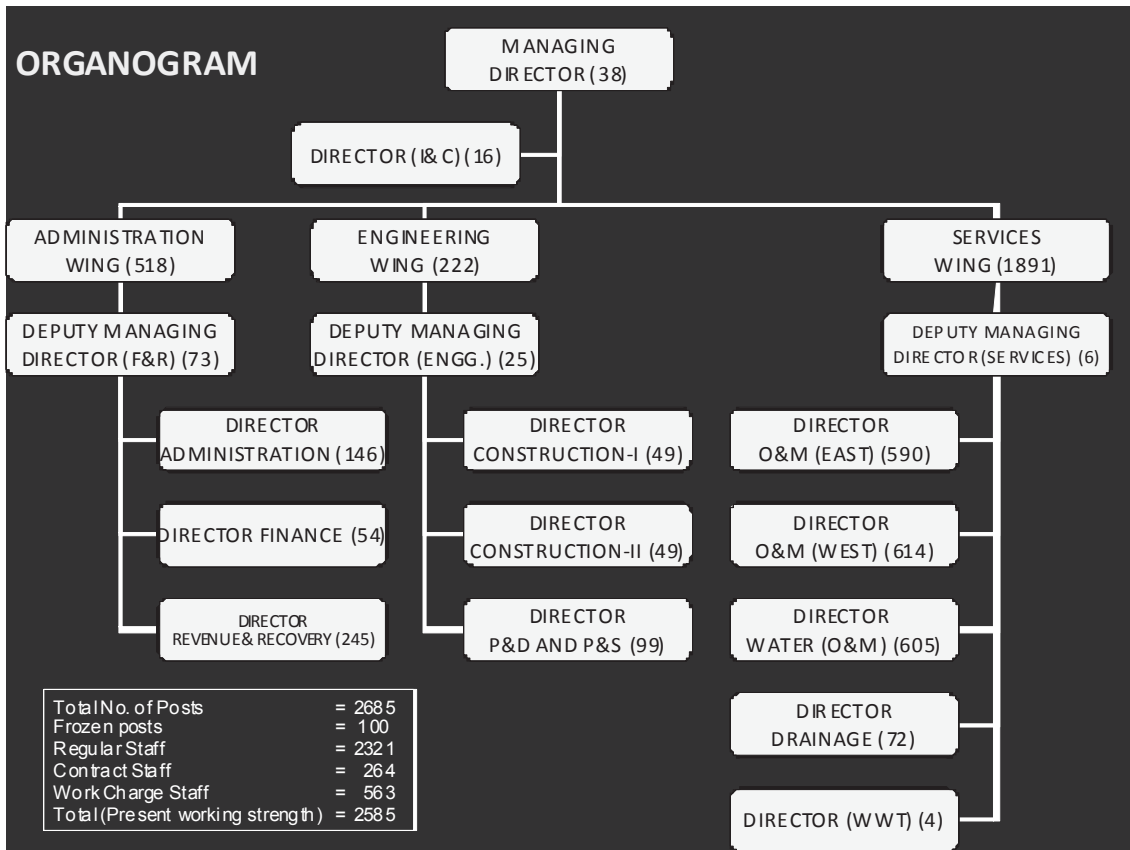 ORGANOGRAM
MANAGING
DIRECTOR (38)
DIRECTOR (I&C) (16)
ADMINISTRATION
WING (518)
ENGINEERING
WING (222)
SERVICES
WING (1891)
DEPUTY MANAGING
DIRECTOR (F&R) (73)
DEPUTY MANAGING
DIRECTOR (ENGG.) (25)
DEPUTY MANAGING
DIRECTOR (SERVICES) (6)
DIRECTOR
ADMINISTRATION (146)
DIRECTOR
CONSTRUCTION-I (49)
DIRECTOR
O&M (EAST) (590)
DIRECTOR FINANCE (54)
DIRECTOR
CONSTRUCTION-II (49)
DIRECTOR
O&M (WEST) (614)
DIRECTOR
REVENUE & RECOVERY (245)
DIRECTOR
P&D AND P&S (99)
DIRECTOR
WATER (O&M) (605)
DIRECTOR
DRAINAGE (72)
DIRECTOR (WWT) (4)
Total No. of Posts = 2685
Frozen posts = 100
Regular Staff = 2321
Contract Staff = 264
Work Charge Staff = 563
Total (Present working strength) = 2585